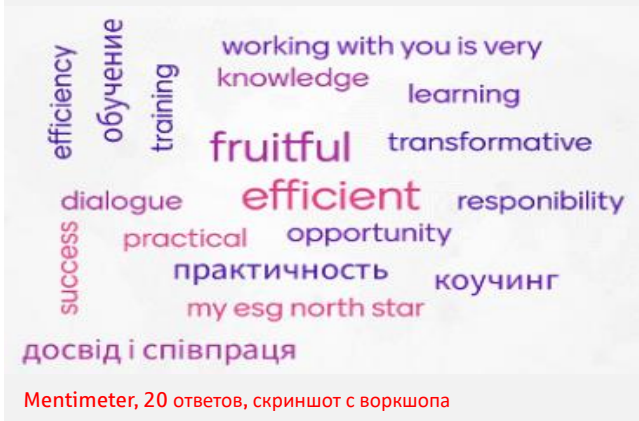 efficiency
обучение
training
working with you is very
knowledge
learning
fruitful
transformative
dialogue
efficient
responibility
success
practical
opportunity
практичность
коучинг
my esg north star
досвід і співпраця
Mentimeter, 20 ответов, скриншот с воркшопа